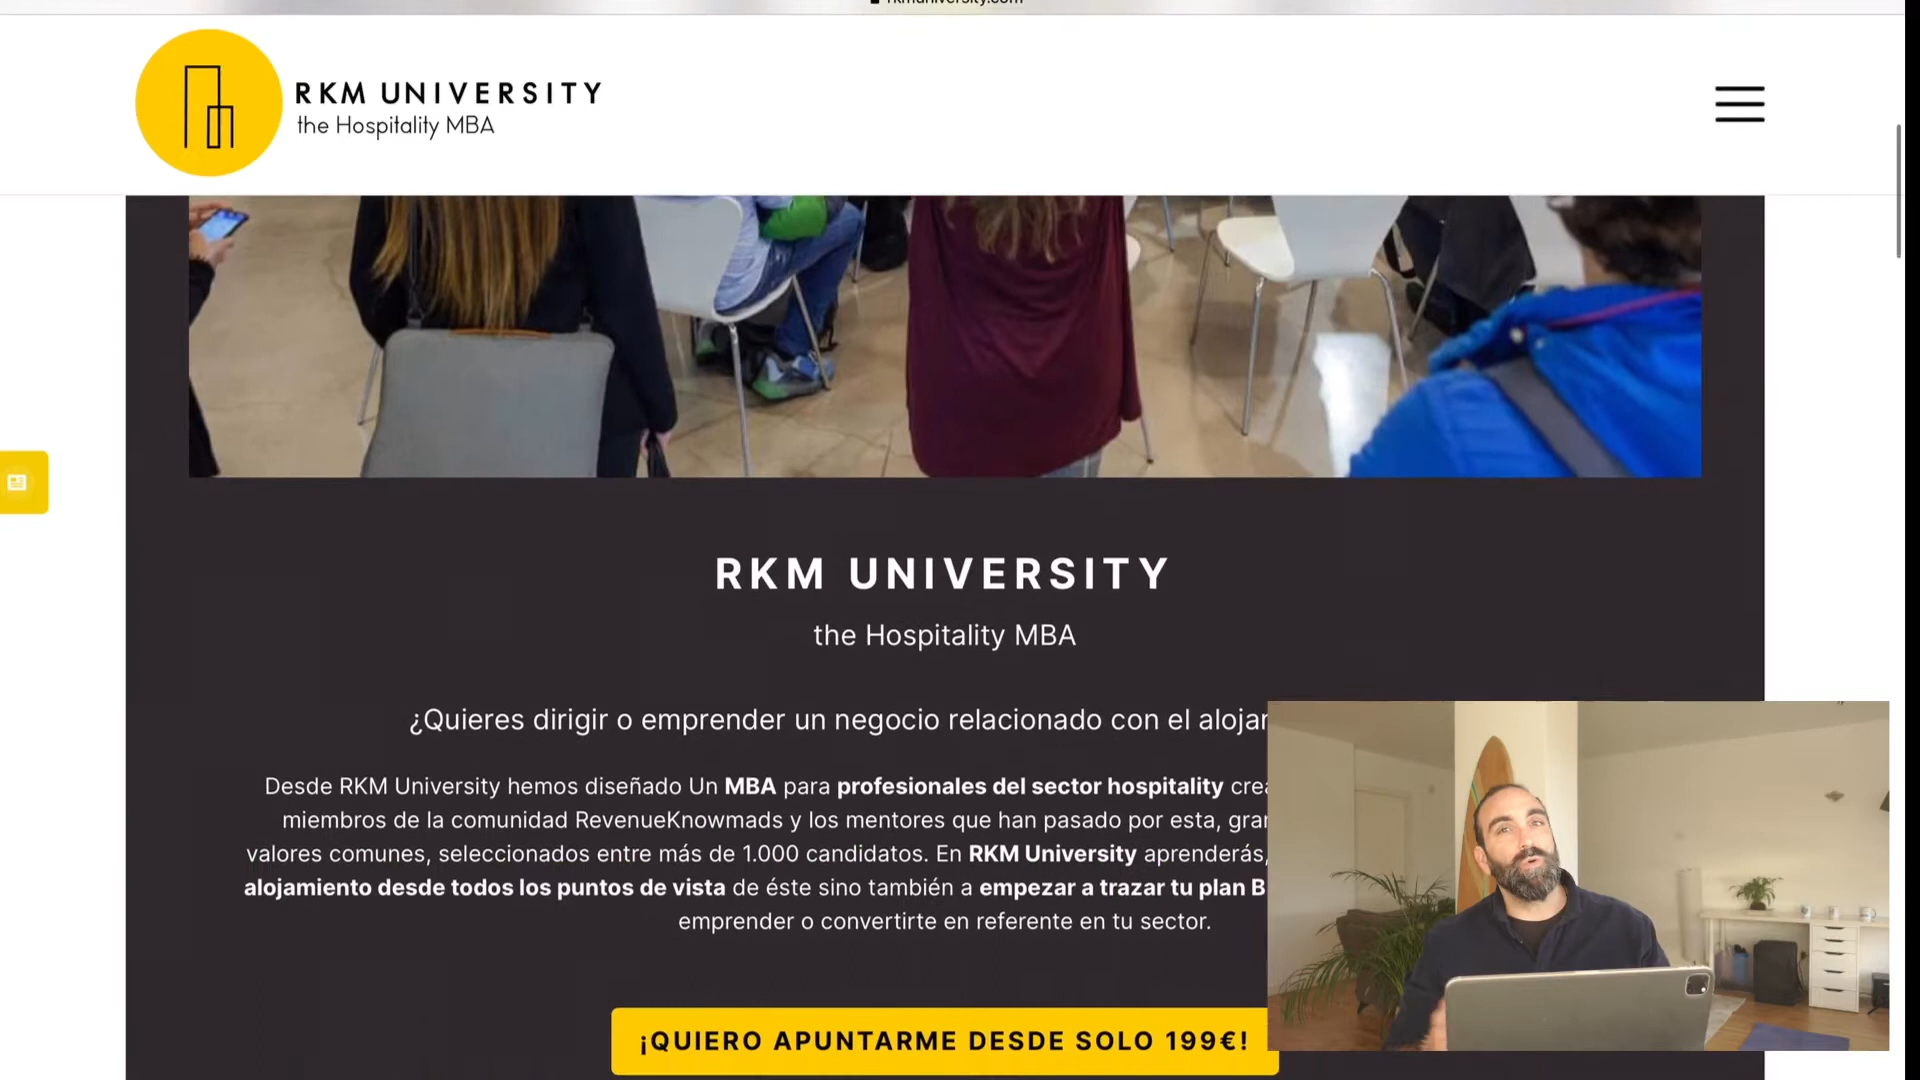 rkmuniversity.com
RKM UNIVERSITY
the Hospitality MBA
RKM UNIVERSITY
the Hospitality MBA
¿Quieres dirigir o emprender un negocio relacionado con el
Desde RKM University hemos diseñado Un MBA para profesionales del sector hospitality
miembros de la comunidad RevenueKnowmads y los mentores que han pasado por esta,
valores comunes, seleccionados entre más de 1.000 candidatos. En RKM University aprenderás,
alojamiento desde todos los puntos de vista de éste sino también a empezar a trazar tu plan B
emprender o convertirte en referente en tu sector.
¡QUIERO APUNTARME DESDE SOLO 199€!